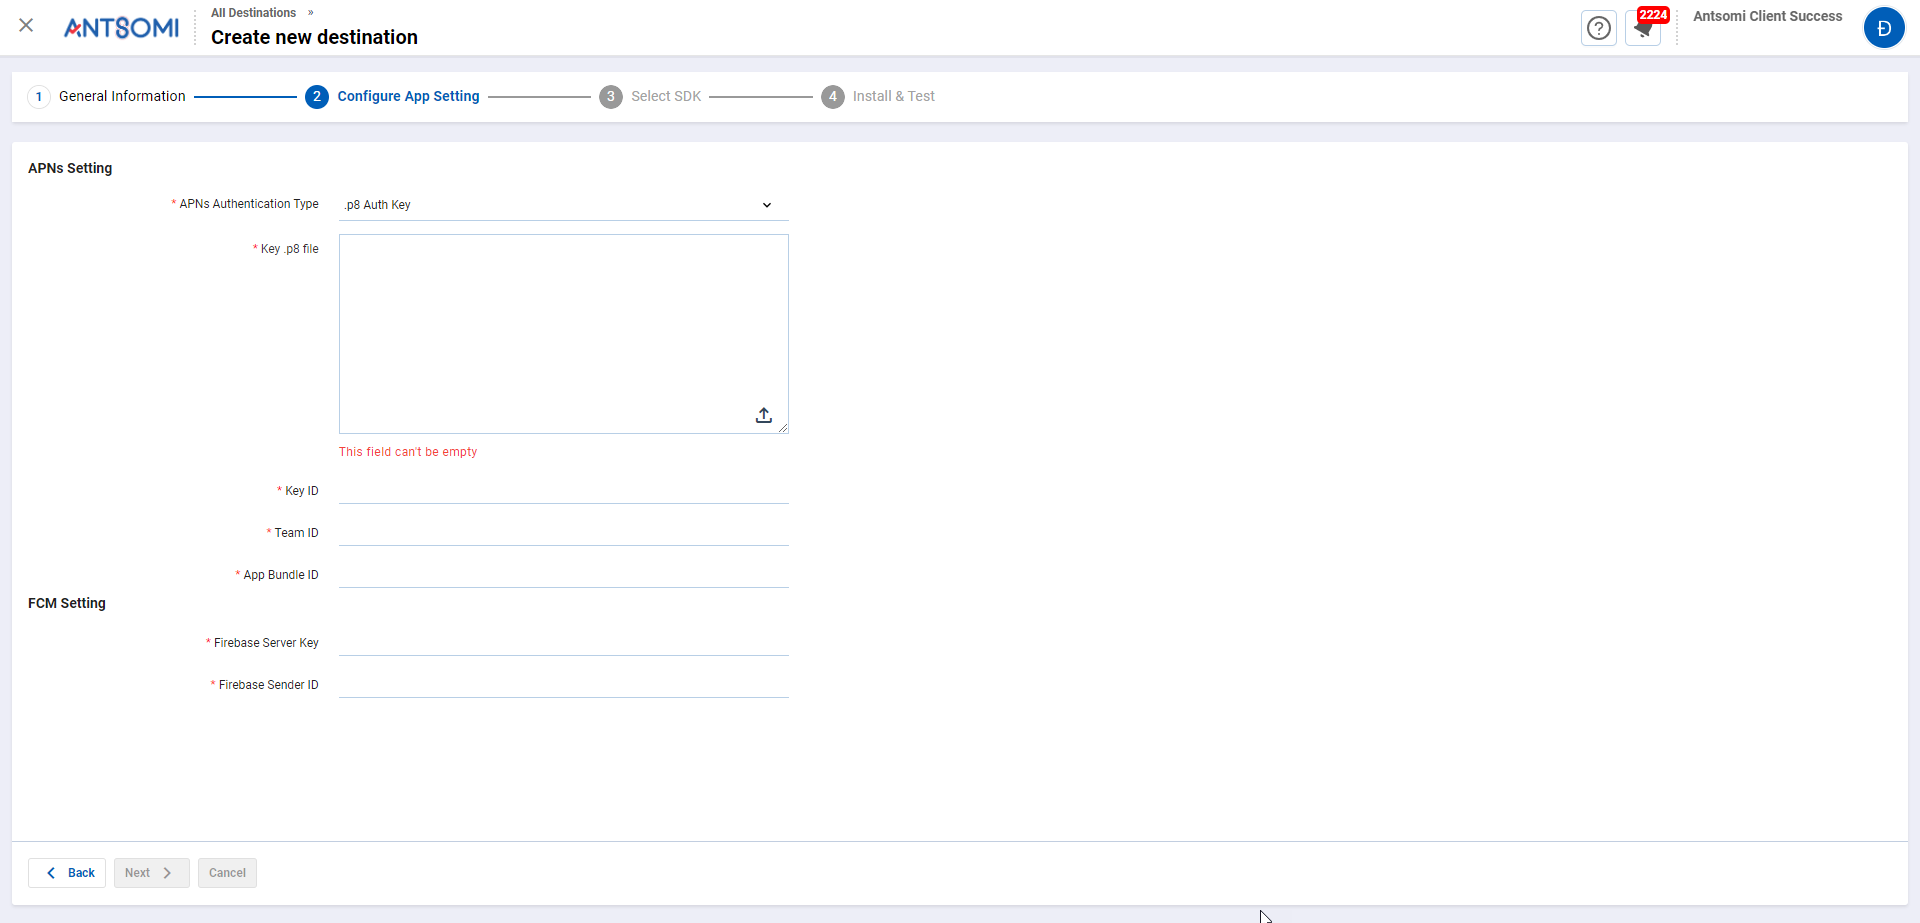 ANTSOMI
All Destinations »
Create new destination
?
2224
Antsomi Client Success
Đ
1 General Information
2 Configure App Setting
3 Select SDK
4 Install & Test
APNs Setting
* APNs Authentication Type
.p8 Auth Key
* Key .p8 file
This field can't be empty
* Key ID
* Team ID
* App Bundle ID
FCM Setting
* Firebase Server Key
* Firebase Sender ID
Back
Next
Cancel